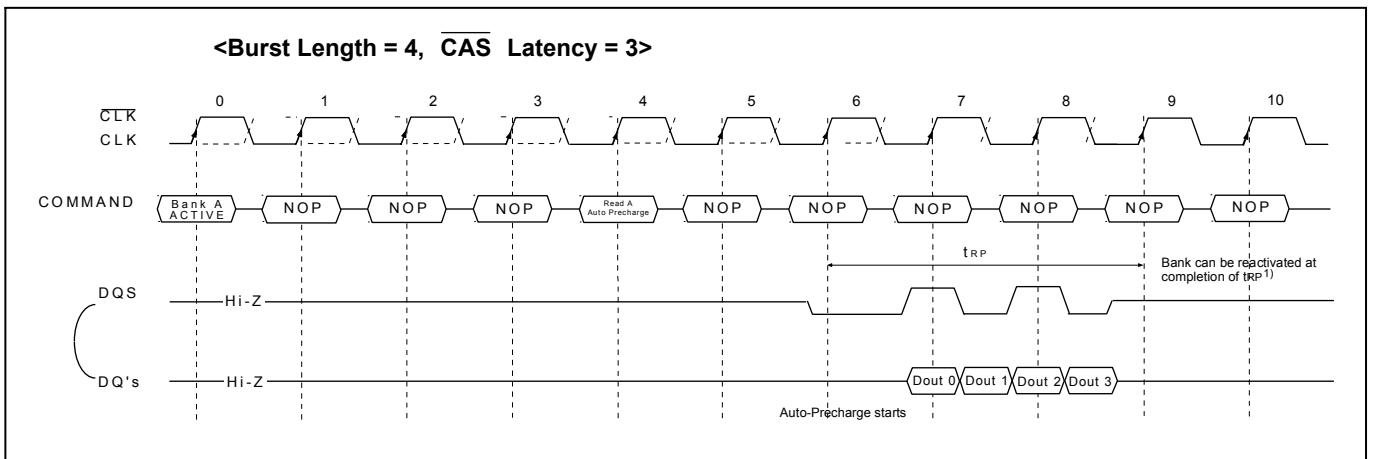 <Burst Length = 4, CAS Latency = 3>
0 1 2 3 4 5 6 7 8 9 10
CLK
CLK
COMMAND
Bank A
ACTIVE
NOP
NOP
NOP
Read A
Auto Precharge
NOP
NOP
NOP
NOP
NOP
NOP
tRP
Bank can be reactivated at
completion of tRP1)
DQS
Hi-Z
DQ's
Hi-Z
Dout 0 Dout 1 Dout 2 Dout 3
Auto-Precharge starts